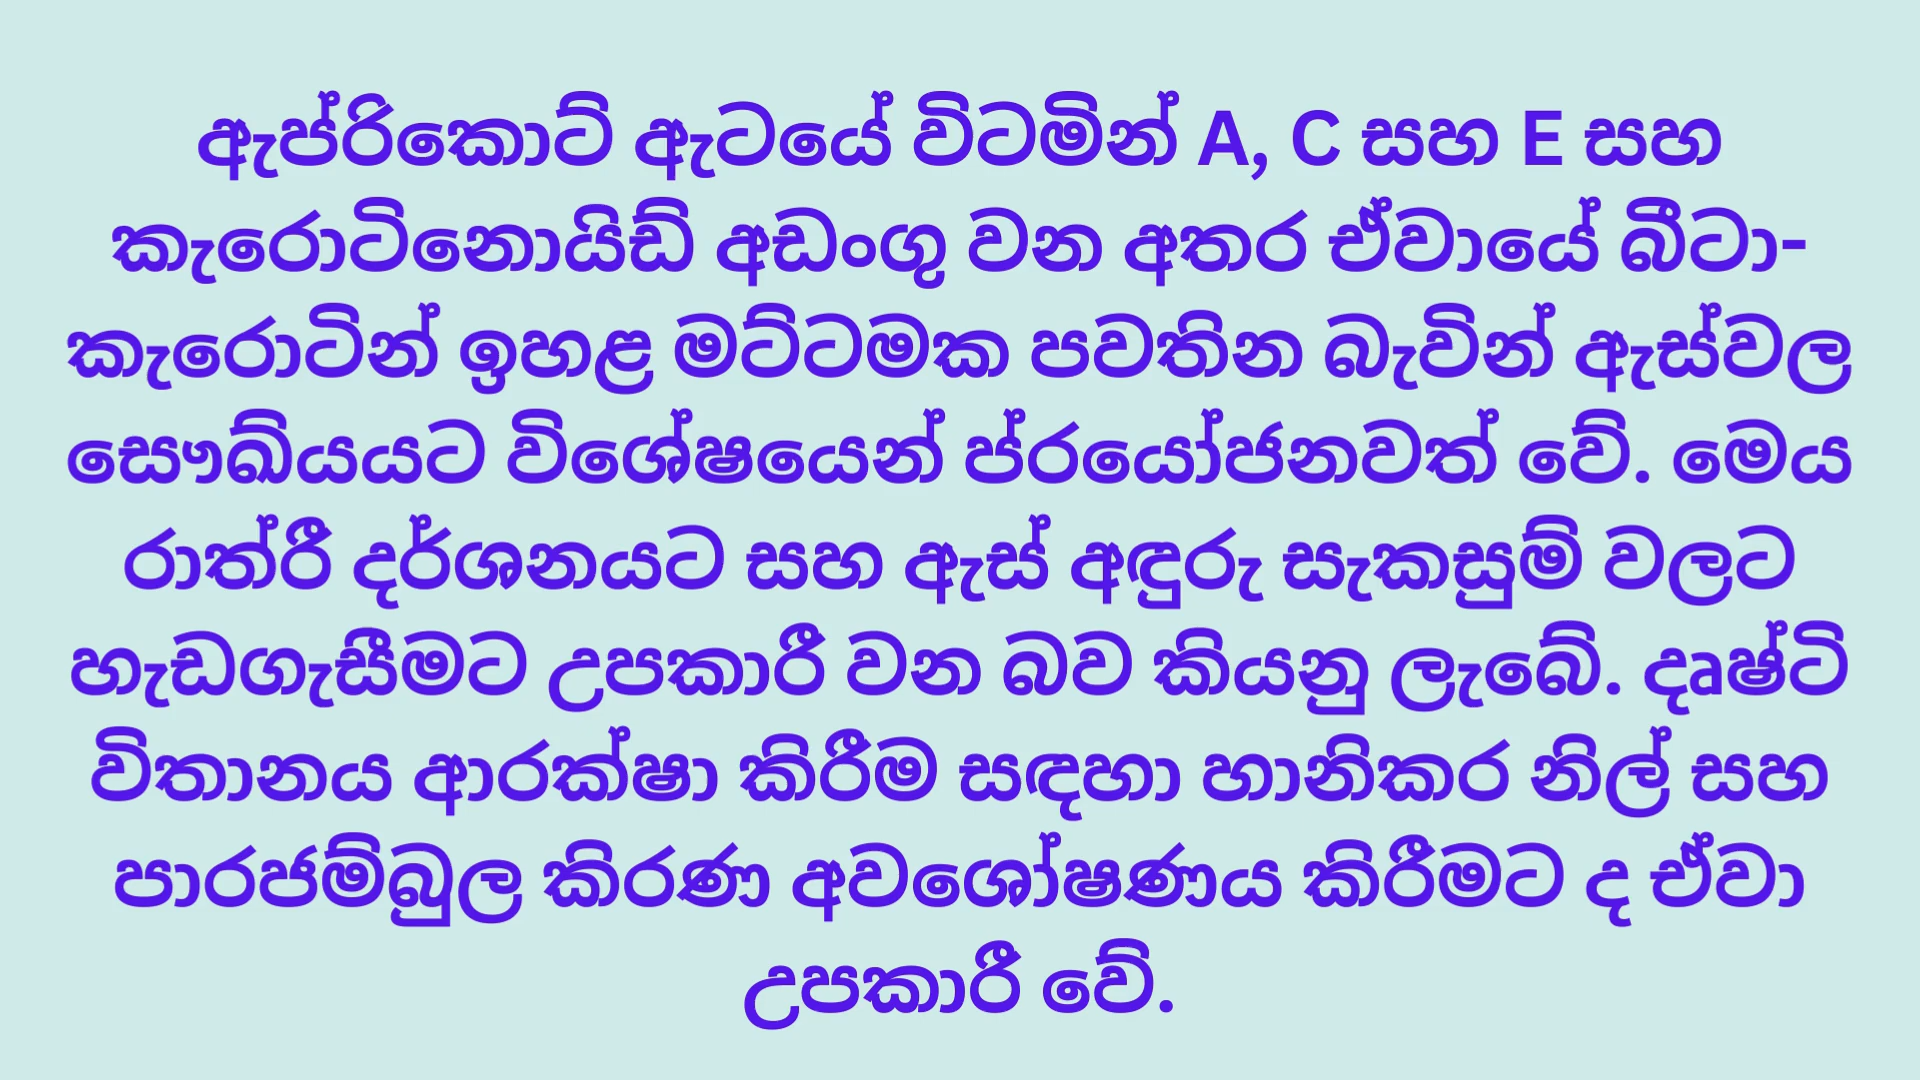 ඇප්රිකොට් ඇටයේ විටමින් A, C සහ E සහ
කැරොටිනොයිඩ් අඩංගු වන අතර ඒවායේ බීටා-
කැරොටින් ඉහළ මට්ටමක පවතින බැවින් ඇස්වල
සෞඛ්යයට විශේෂයෙන් ප්රයෝජනවත් වේ. මෙය
රාත්රී දර්ශනයට සහ ඇස් අඳුරු සැකසුම් වලට
හැඩගැසීමට උපකාරී වන බව කියනු ලැබේ. දෘෂ්ටි
විතානය ආරක්ෂා කිරීම සඳහා හානිකර නිල් සහ
පාරජම්බුල කිරණ අවශෝෂණය කිරීමට ද ඒවා
උපකාරී වේ.